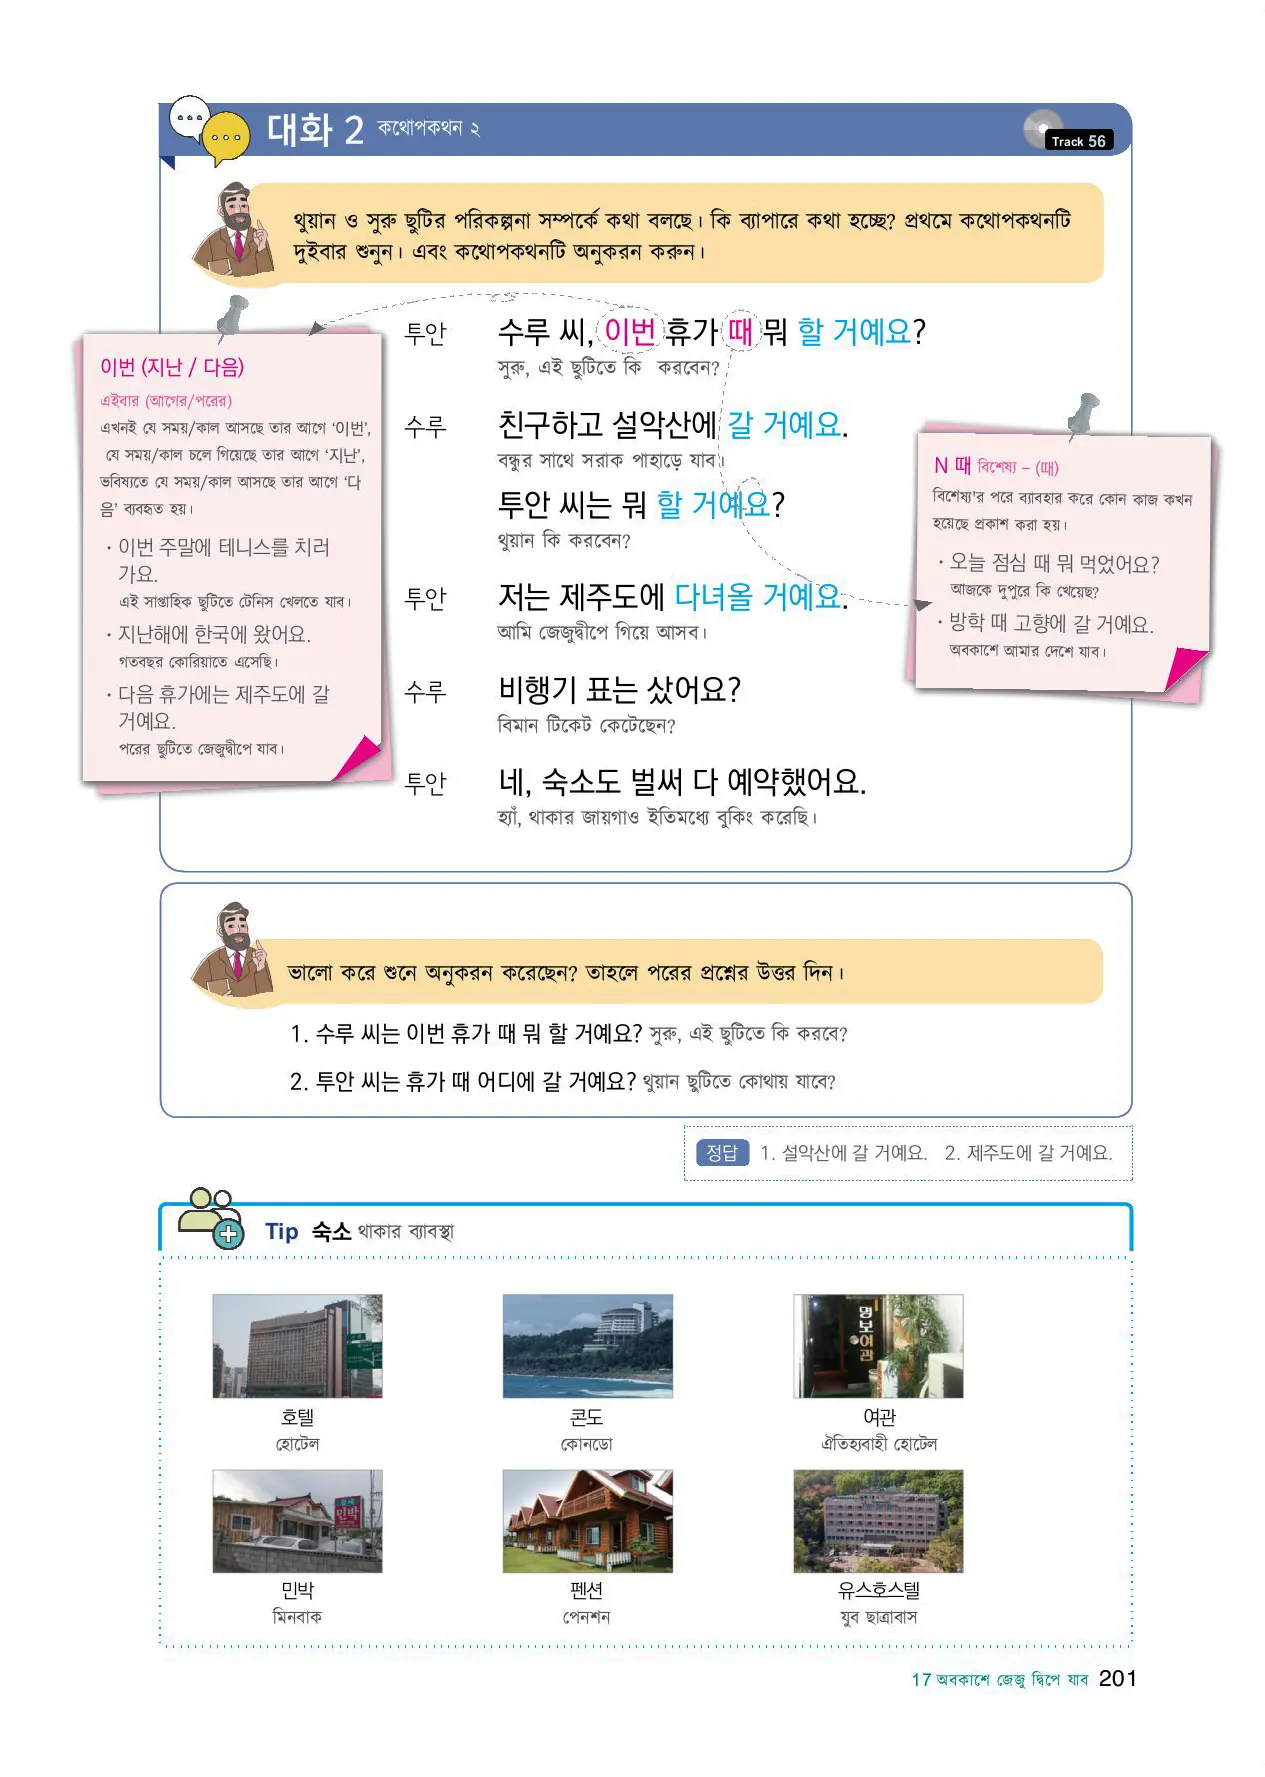 대화 2 কথোপকথন ২
Track 56
থুয়ান ও সুরু ছুটির পরিকল্পনা সম্পর্কে কথা বলছে। কি ব্যাপারে কথা হচ্ছে? প্রথমে কথোপকথনটি
দুইবার শুনুন। এবং কথোপকথনটি অনুকরন করুন।
투안 수루 씨, 이번 휴가 때 뭐 할 거예요?
সুরু, এই ছুটিতে কি করবেন?
수루 친구하고 설악산에 갈 거예요.
বন্ধুর সাথে সরাক পাহাড়ে যাব।
투안 씨는 뭐 할 거예요?
থুয়ান কি করবেন?
투안 저는 제주도에 다녀올 거예요.
আমি জেজুদ্বীপে গিয়ে আসব।
수루 비행기 표는 샀어요?
বিমান টিকেট কেটেছেন?
투안 네, 숙소도 벌써 다 예약했어요.
হ্যাঁ, থাকার জায়গাও ইতিমধ্যে বুকিং করেছি।
이번 (지난 / 다음)
এইবার (আগের/পরের)
এখনই যে সময়/কাল আসছে তার আগে ‘이번’,
যে সময়/কাল চলে গিয়েছে তার আগে ‘지난’,
ভবিষ্যতে যে সময়/কাল আসছে তার আগে ‘다
음’ ব্যবহৃত হয়।
· 이번 주말에 테니스를 치러
가요.
এই সাপ্তাহিক ছুটিতে টেনিস খেলতে যাব।
· 지난해에 한국에 왔어요.
গতবছর কোরিয়াতে এসেছি।
· 다음 휴가에는 제주도에 갈
거예요.
পরের ছুটিতে জেজুদ্বীপে যাব।
N 때 বিশেষ্য – (때)
বিশেষ্য'র পরে ব্যাবহার করে কোন কাজ কখন
হয়েছে প্রকাশ করা হয়।
· 오늘 점심 때 뭐 먹었어요?
আজকে দুপুরে কি খেয়েছ?
· 방학 때 고향에 갈 거예요.
অবকাশে আমার দেশে যাব।
ভালো করে শুনে অনুকরন করেছেন? তাহলে পরের প্রশ্নের উত্তর দিন।
1. 수루 씨는 이번 휴가 때 뭐 할 거예요? সুরু, এই ছুটিতে কি করবে?
2. 투안 씨는 휴가 때 어디에 갈 거예요? থুয়ান ছুটিতে কোথায় যাবে?
정답 1. 설악산에 갈 거예요. 2. 제주도에 갈 거예요.
Tip 숙소 থাকার ব্যাবস্থা
명보여관
호텔
হোটেল
콘도
কোনডো
여관
ঐতিহ্যবাহী হোটেল
민박
민박
মিনবাক
펜션
পেনশন
유스호스텔
যুব ছাত্রাবাস
17 অবকাশে জেজু দ্বিপে যাব 201